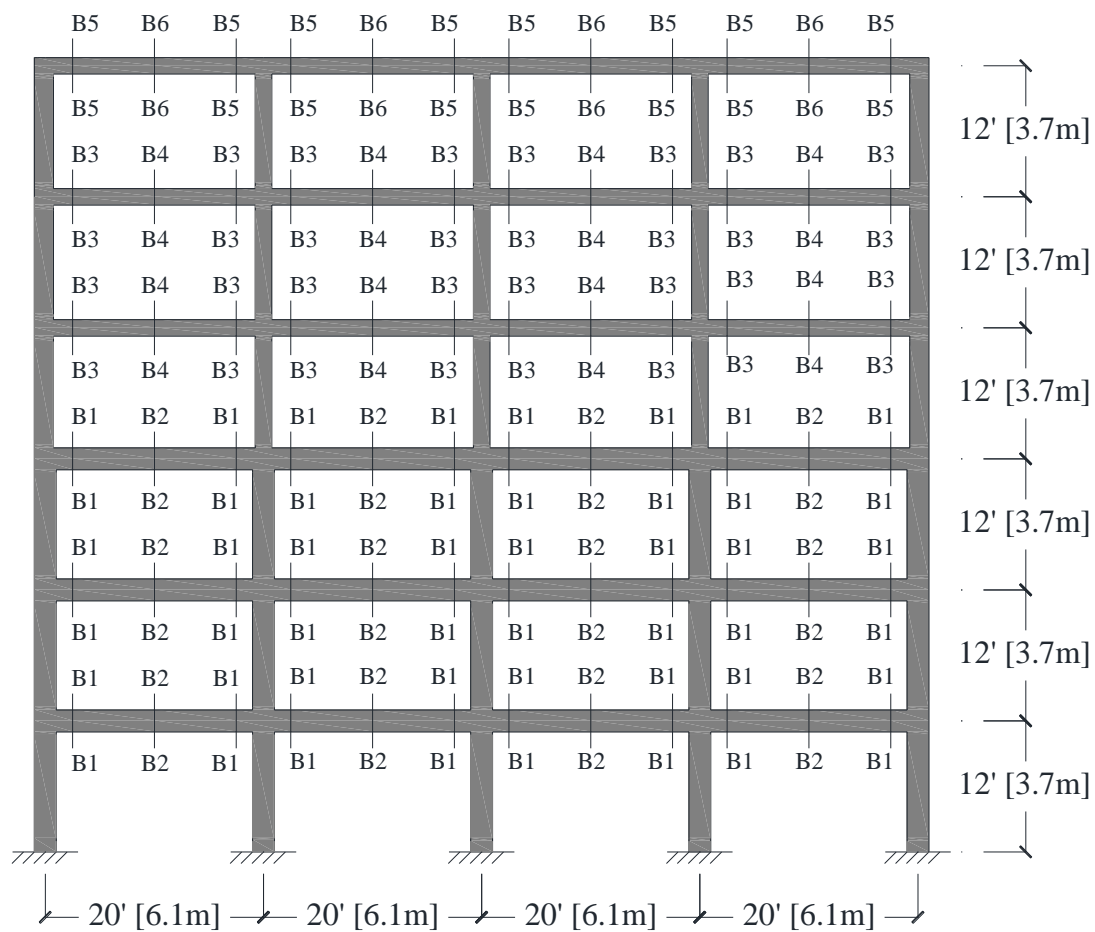 B5 B6 B5 B5 B6 B5 B5 B6 B5 B5 B6 B5
B5 B6 B5 B5 B6 B5 B5 B6 B5 B5 B6 B5
12' [3.7m]
B3 B4 B3 B3 B4 B3 B3 B4 B3 B3 B4 B3
B3 B4 B3 B3 B4 B3 B3 B4 B3 B3 B4 B3
12' [3.7m]
B3 B4 B3 B3 B4 B3 B3 B4 B3 B3 B4 B3
B3 B4 B3 B3 B4 B3 B3 B4 B3 B3 B4 B3
12' [3.7m]
B1 B2 B1 B1 B2 B1 B1 B2 B1 B1 B2 B1
B1 B2 B1 B1 B2 B1 B1 B2 B1 B1 B2 B1
12' [3.7m]
B1 B2 B1 B1 B2 B1 B1 B2 B1 B1 B2 B1
B1 B2 B1 B1 B2 B1 B1 B2 B1 B1 B2 B1
12' [3.7m]
B1 B2 B1 B1 B2 B1 B1 B2 B1 B1 B2 B1
B1 B2 B1 B1 B2 B1 B1 B2 B1 B1 B2 B1
12' [3.7m]
20' [6.1m] 20' [6.1m] 20' [6.1m] 20' [6.1m]